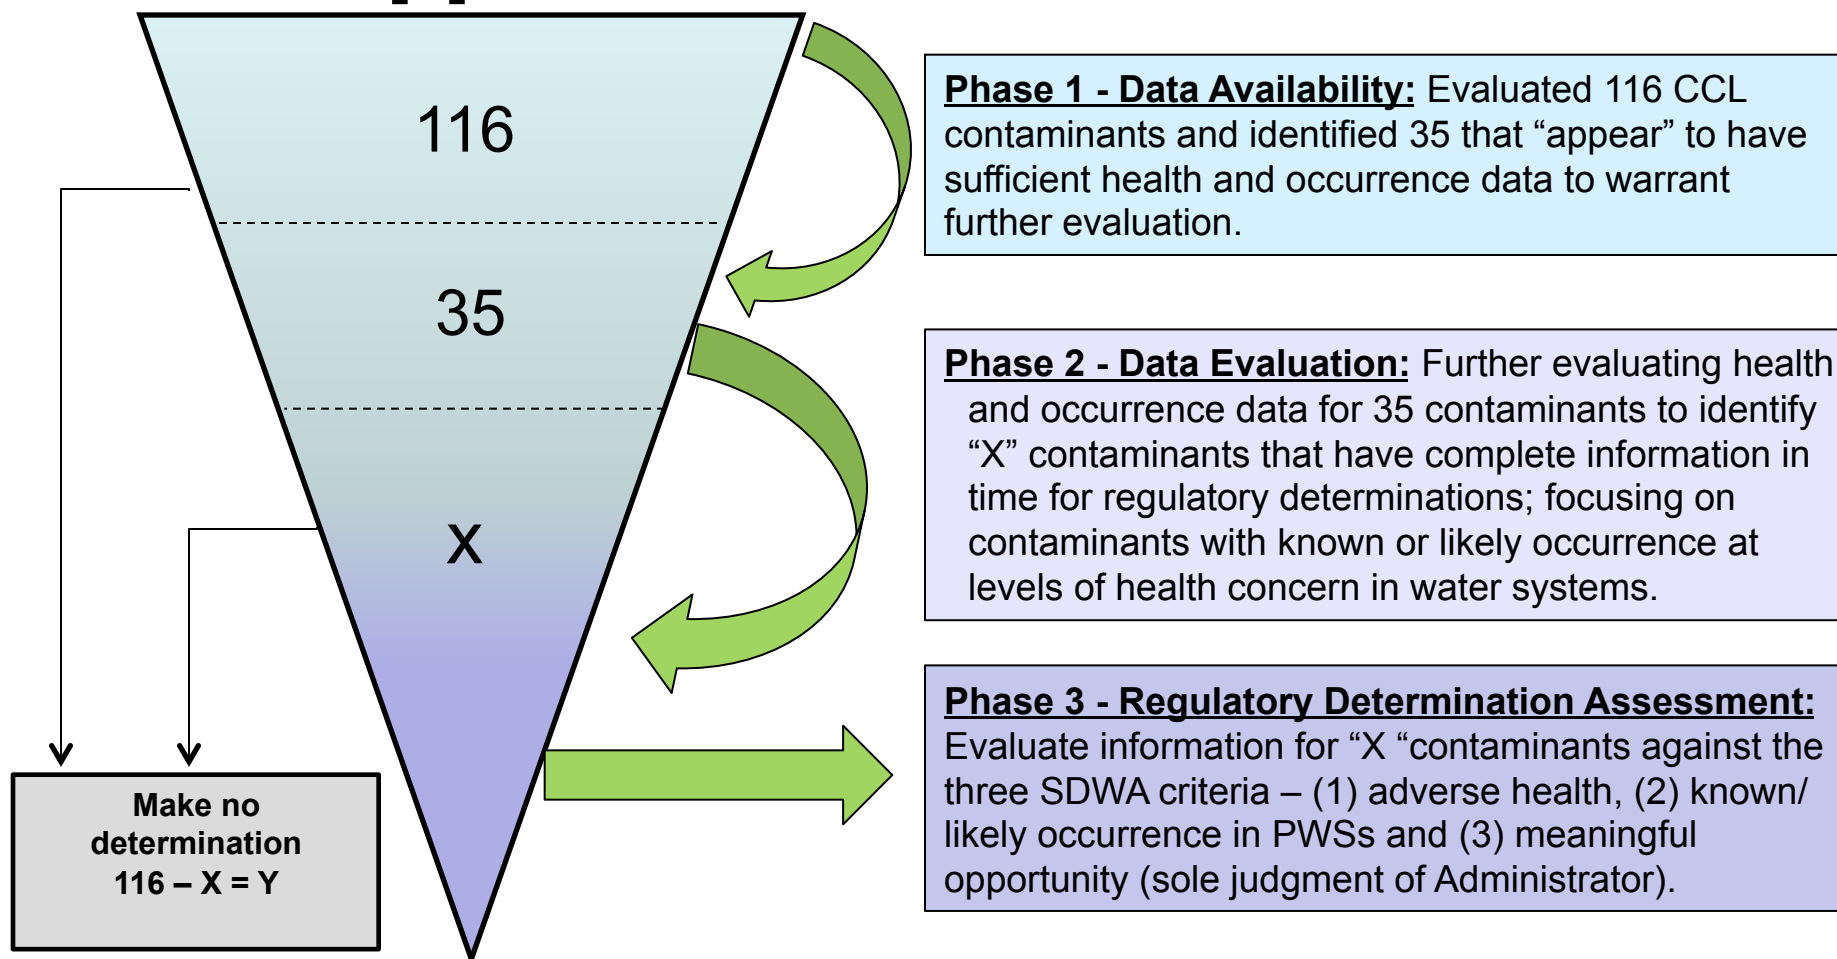 116
35
X
Make no
determination
116 – X = Y
Phase 1 - Data Availability: Evaluated 116 CCL
contaminants and identified 35 that “appear” to have
sufficient health and occurrence data to warrant
further evaluation.
Phase 2 - Data Evaluation: Further evaluating health
and occurrence data for 35 contaminants to identify
“X” contaminants that have complete information in
time for regulatory determinations; focusing on
contaminants with known or likely occurrence at
levels of health concern in water systems.
Phase 3 - Regulatory Determination Assessment:
Evaluate information for “X “contaminants against the
three SDWA criteria – (1) adverse health, (2) known/
likely occurrence in PWSs and (3) meaningful
opportunity (sole judgment of Administrator).